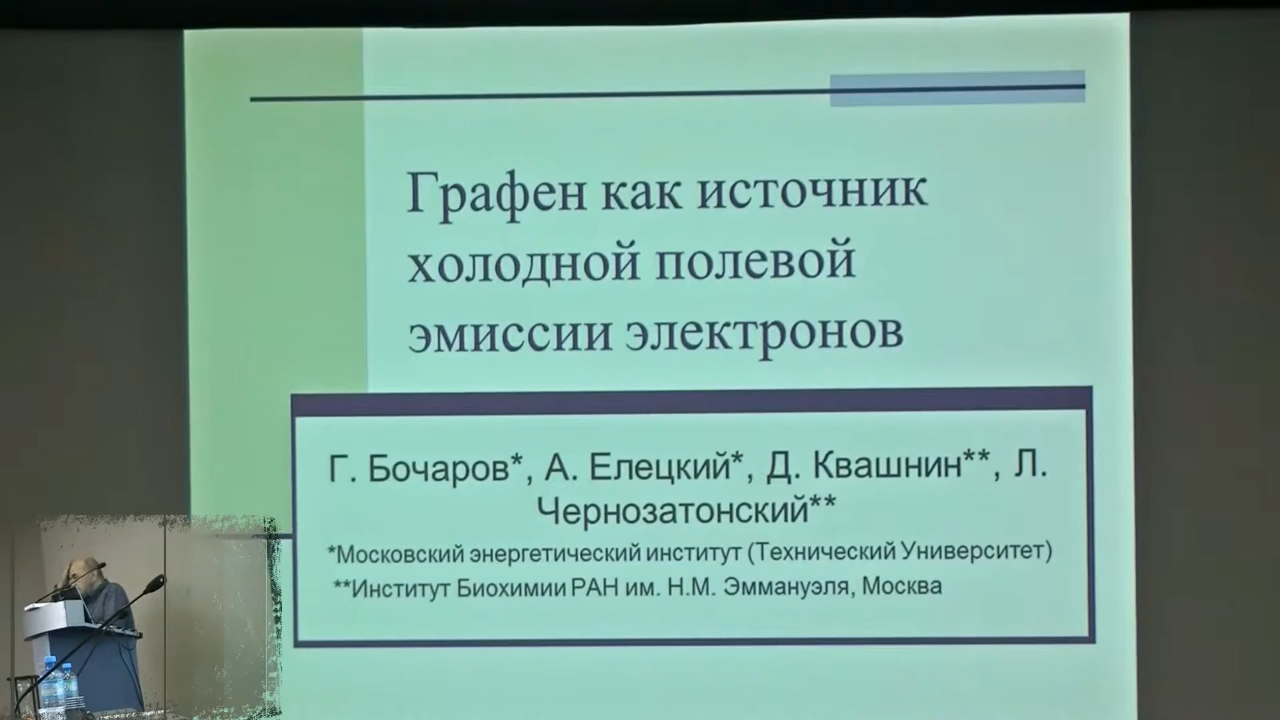 Графен как источник
холодной полевой
эмиссии электронов
Г. Бочаров*, А. Елецкий*, Д. Квашнин**, Л.
Чернозатонский**
*Московский энергетический институт (Технический Университет)
**Институт Биохимии РАН им. Н.М. Эммануэля, Москва